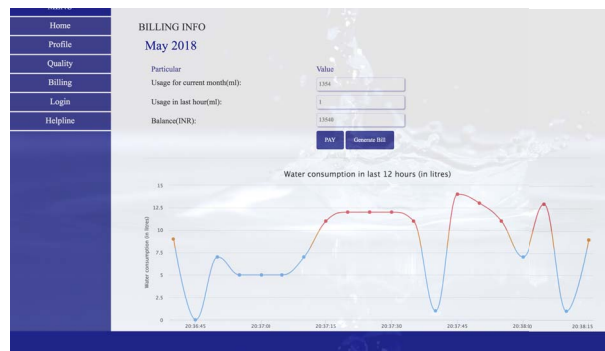 MENU
Home
Profile
Quality
Billing
Login
Helpline
BILLING INFO
May 2018
Particular Value
Usage for current month(ml): 1354
Usage in last hour(ml): 1
Balance(INR): 13540
PAY Generate Bill
Water consumption in last 12 hours (in litres)
Water consumption (in litres)
15
12.5
10
7.5
5
2.5
0
20:36:45 20:37:00 20:37:15 20:37:30 20:37:45 20:38:00 20:38:15